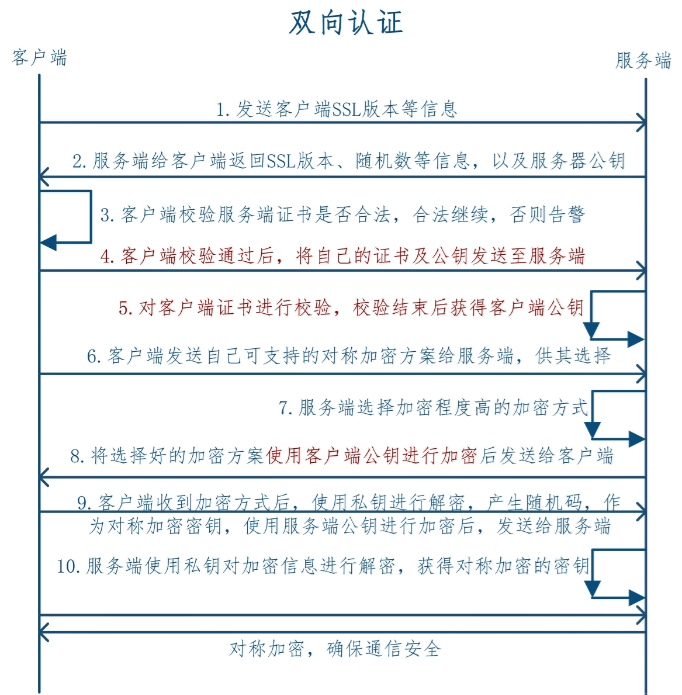 双向认证
客户端
服务端
1.发送客户端SSL版本等信息
2.服务端给客户端返回SSL版本、随机数等信息，以及服务器公钥
3.客户端校验服务端证书是否合法，合法继续，否则告警
4.客户端校验通过后，将自己的证书及公钥发送至服务端
5.对客户端证书进行校验，校验结束后获得客户端公钥
6.客户端发送自己可支持的对称加密方案给服务端，供其选择
7.服务端选择加密程度高的加密方式
8.将选择好的加密方案使用客户端公钥进行加密后发送给客户端
9.客户端收到加密方式后，使用私钥进行解密，产生随机码，作
为对称加密密钥，使用服务端公钥进行加密后，发送给服务端
10.服务端使用私钥对加密信息进行解密，获得对称加密的密钥
对称加密，确保通信安全